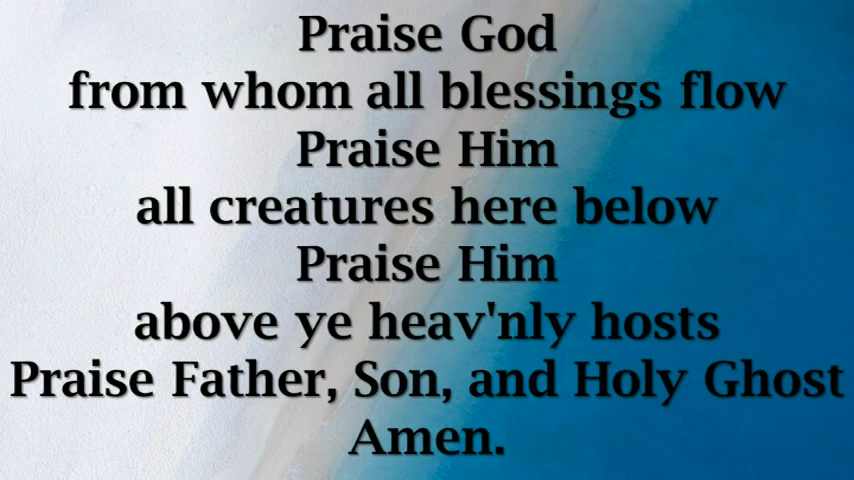 Praise God
from whom all blessings flow
Praise Him
all creatures here below
Praise Him
above ye heav'nly hosts
Praise Father, Son, and Holy Ghost
Amen.